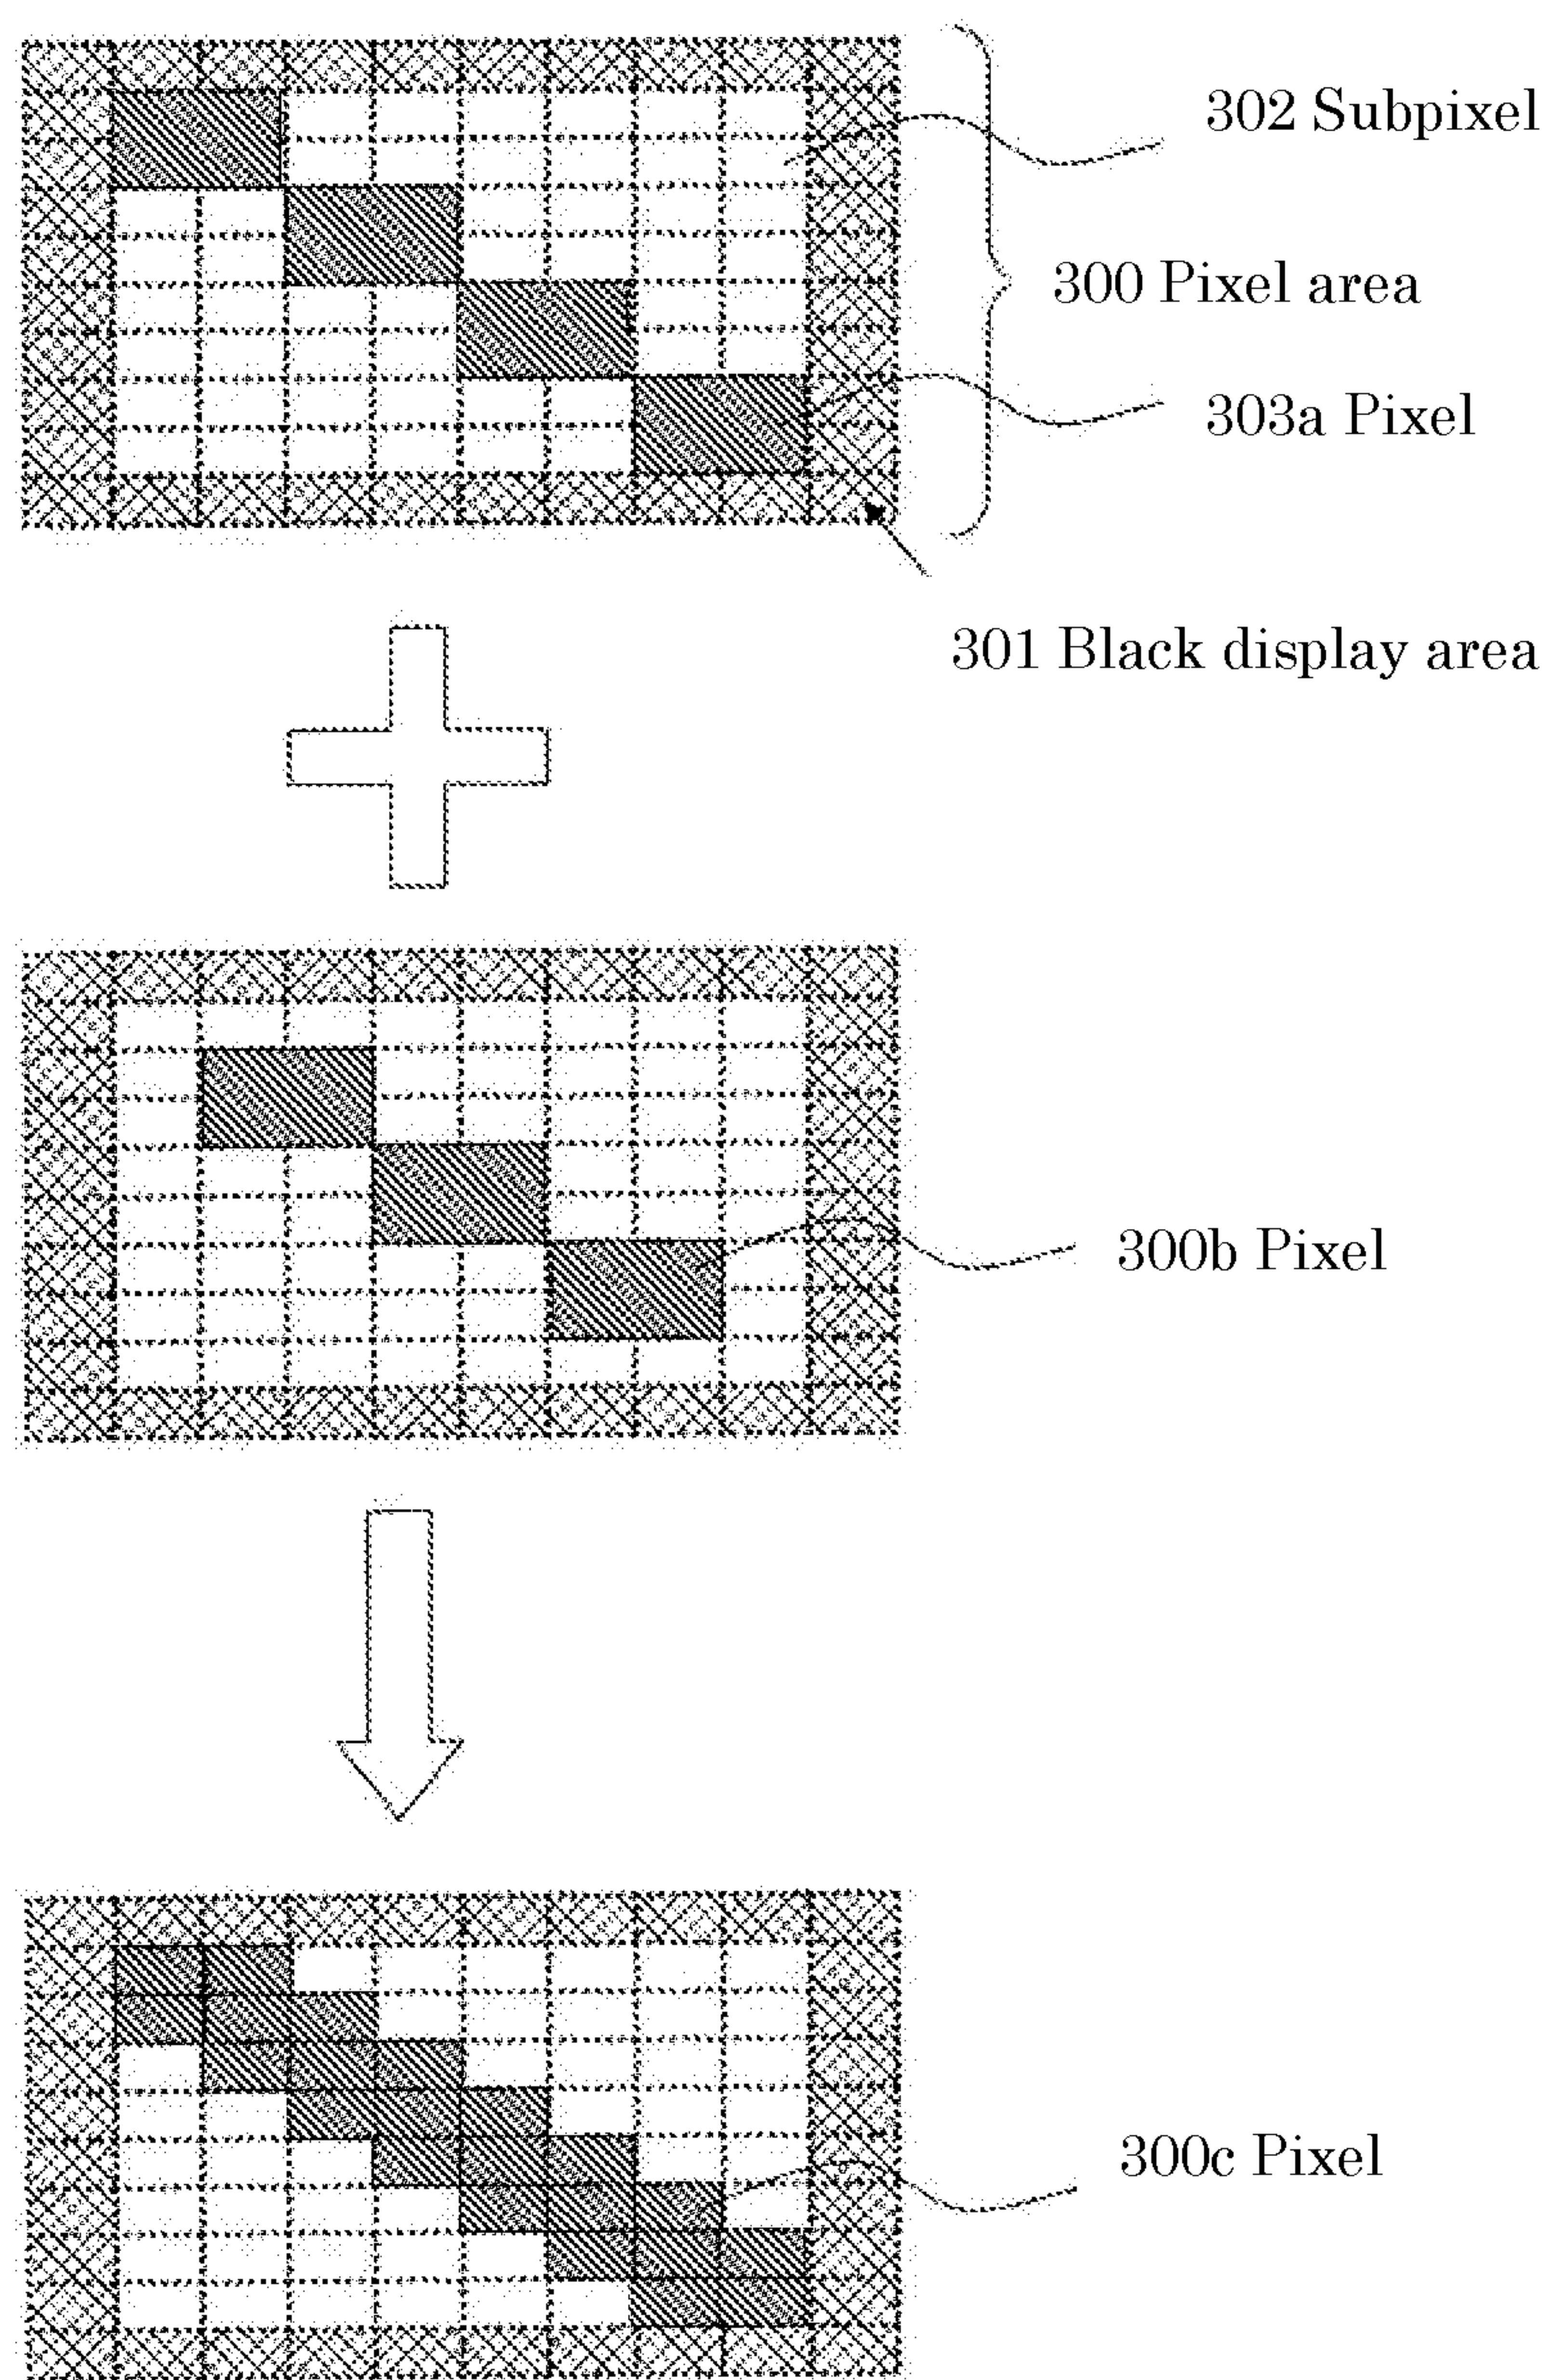 302 Subpixel
300 Pixel area
303a Pixel
301 Black display area
300b Pixel
300c Pixel